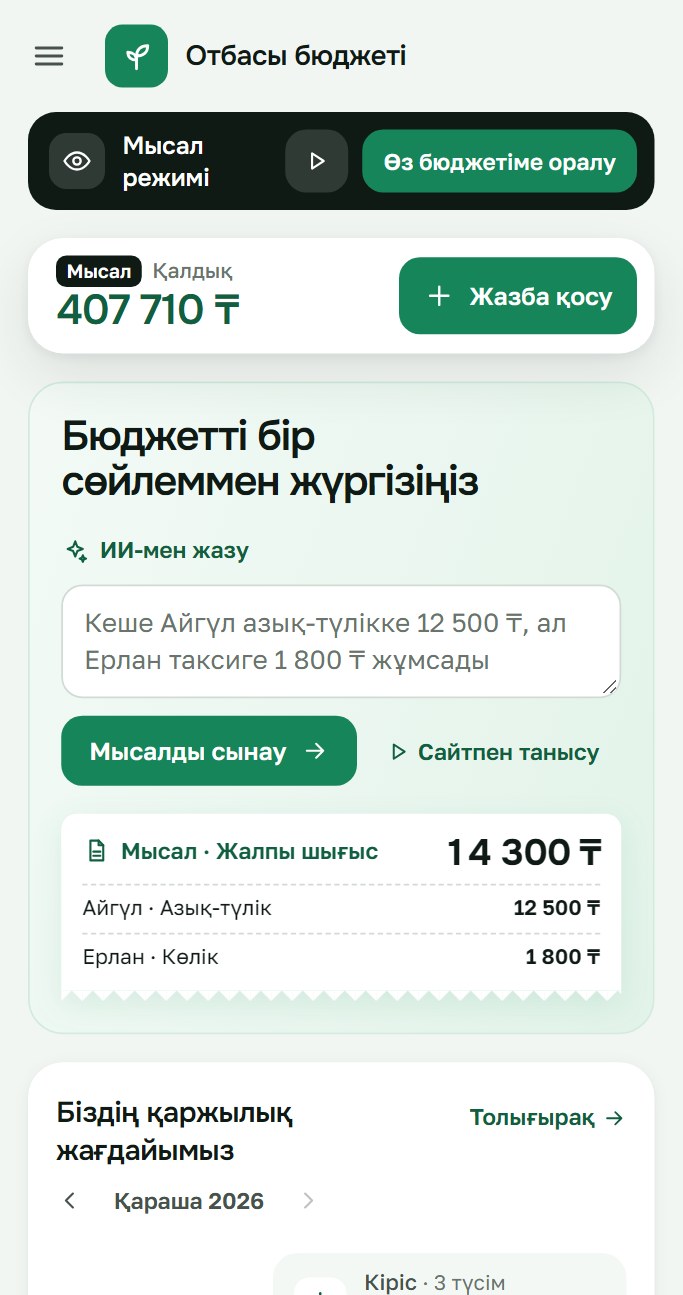 Отбасы бюджеті
Мысал
режимі
Өз бюджетіме оралу
Мысал Қалдық
407 710 ₸
Жазба қосу
Бюджетті бір
сөйлеммен жүргізіңіз
ИИ-мен жазу
Кеше Айгүл азық-түлікке 12 500 ₸, ал
Ерлан таксиге 1 800 ₸ жұмсады
Мысалды сынау →
Сайтпен танысу
Мысал · Жалпы шығыс 14 300 ₸
Айгүл · Азық-түлік 12 500 ₸
Ерлан · Көлік 1 800 ₸
Біздің қаржылық
жағдайымыз
Толығырақ →
Қараша 2026
Кіріс · 3 түсім